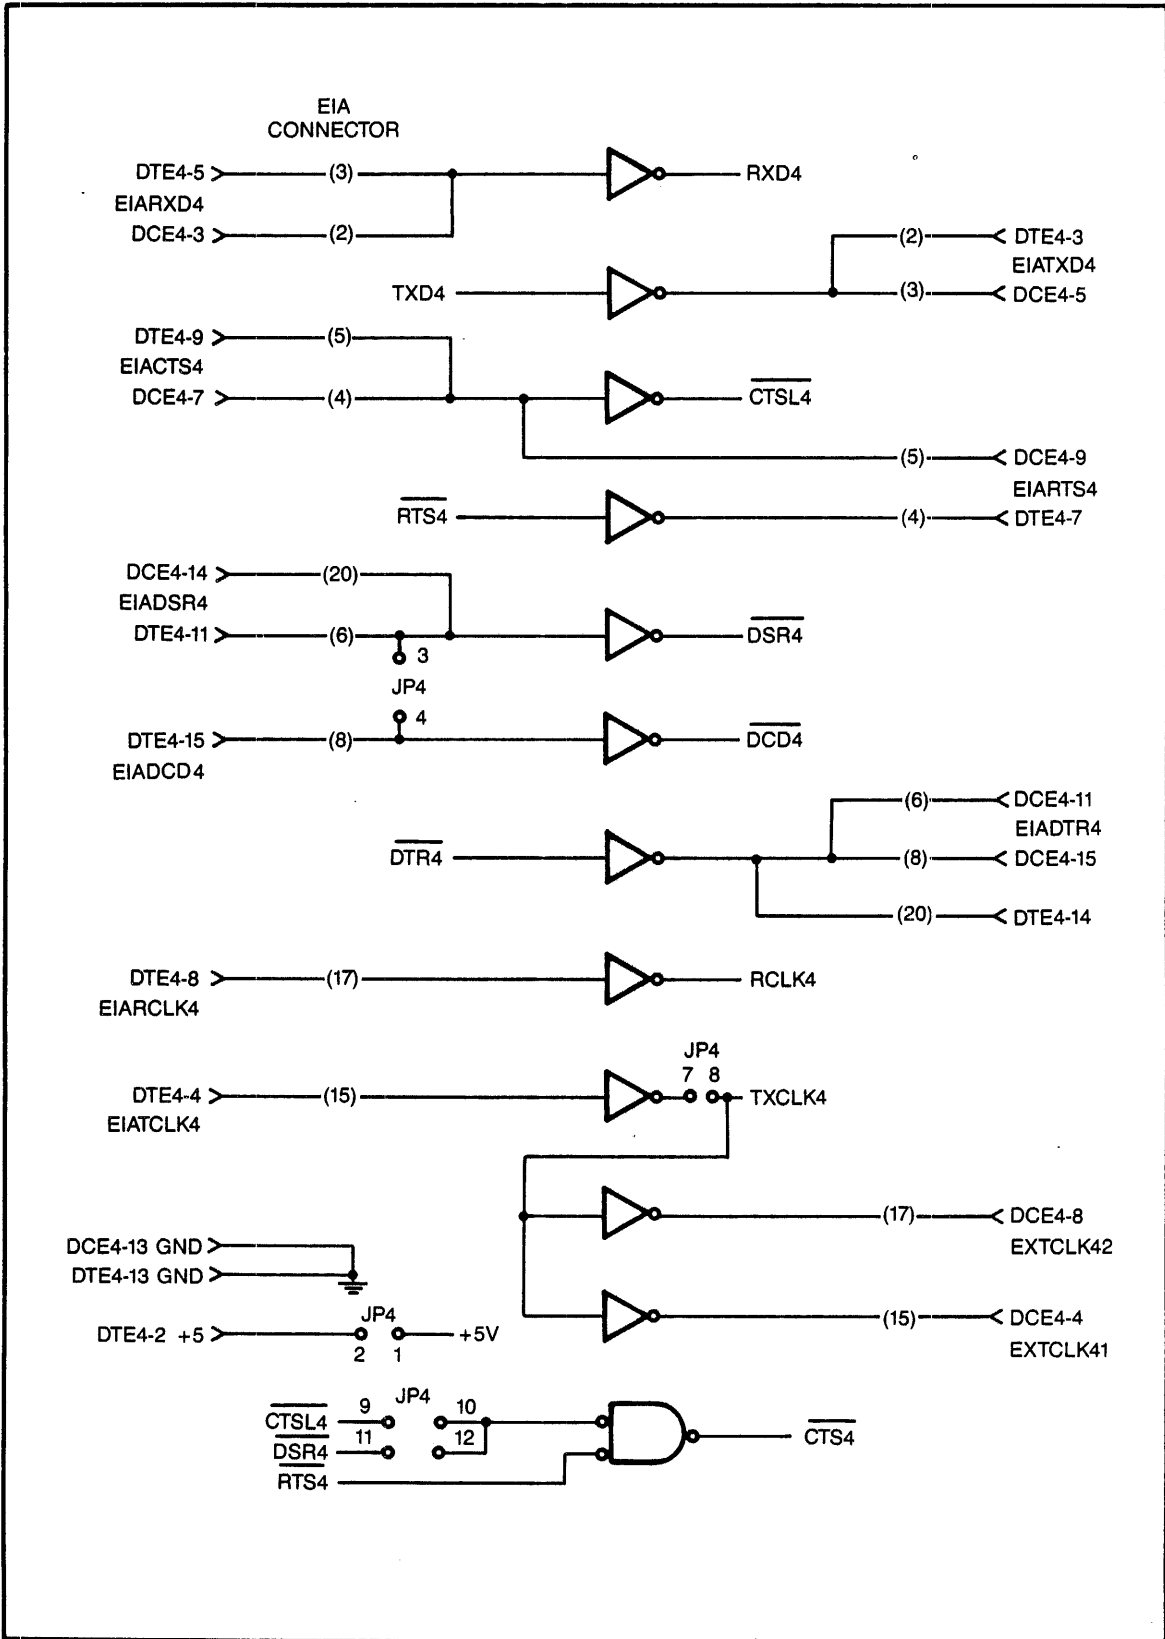 EIA
CONNECTOR
DTE4-5 (3) RXD4
EIARXD4
DCE4-3 (2)
(2) DTE4-3
EIATXD4
TXD4 (3) DCE4-5
DTE4-9 (5)
EIACTS4
DCE4-7 (4) CTSL4
(5) DCE4-9
EIARTS4
RTS4 (4) DTE4-7
DCE4-14 (20)
EIADSR4
DTE4-11 (6) DSR4
3
JP4
4
DTE4-15 (8) DCD4
EIADCD4
(6) DCE4-11
EIADTR4
DTR4 (8) DCE4-15
(20) DTE4-14
DTE4-8 (17) RCLK4
EIARCLK4
JP4
7 8
DTE4-4 (15) TXCLK4
EIATCLK4
(17) DCE4-8
EXTCLK42
DCE4-13 GND
DTE4-13 GND
(15) DCE4-4
EXTCLK41
JP4
DTE4-2 +5 +5V
2 1
JP4
CTSL4 9 10
DSR4 11 12
CTS4
RTS4